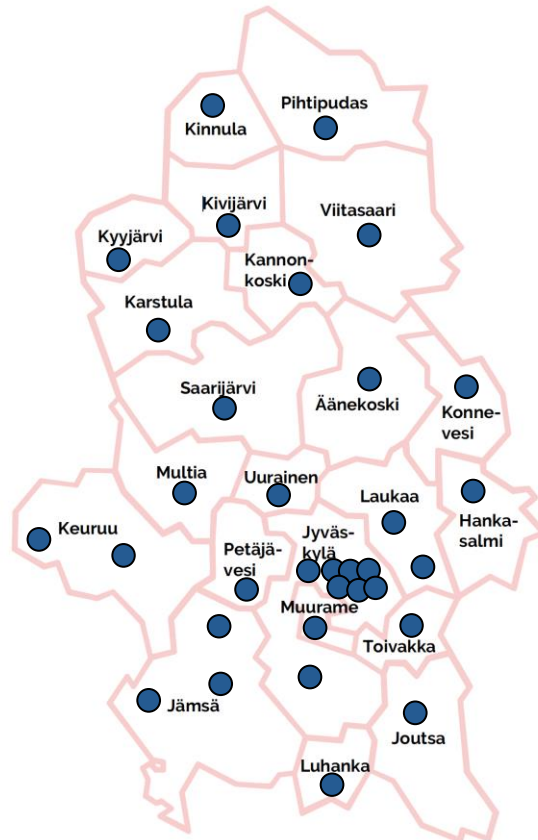 Pihtipudas
Kinnula
Kivijärvi
Viitasaari
Kyyjärvi
Kannon-
koski
Karstula
Saarijärvi
Äänekoski
Konne-
vesi
Multia
Uurainen
Laukaa
Hanka-
salmi
Keuruu
Jyväs-
kylä
Petäjä-
vesi
Muurame
Toivakka
Jämsä
Joutsa
Luhanka